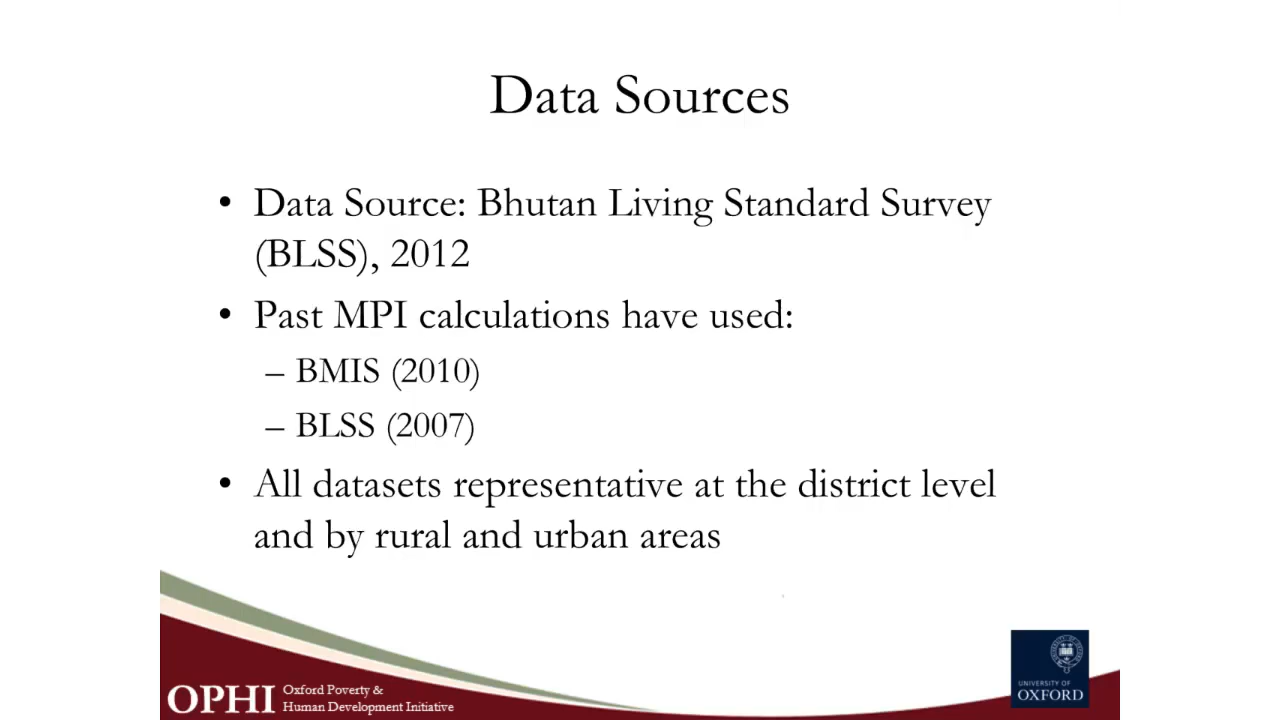 Data Sources
• Data Source: Bhutan Living Standard Survey
(BLSS), 2012
• Past MPI calculations have used:
– BMIS (2010)
– BLSS (2007)
• All datasets representative at the district level
and by rural and urban areas
OPHI
Oxford Poverty &
Human Development Initiative
UNIVERSITY OF
OXFORD